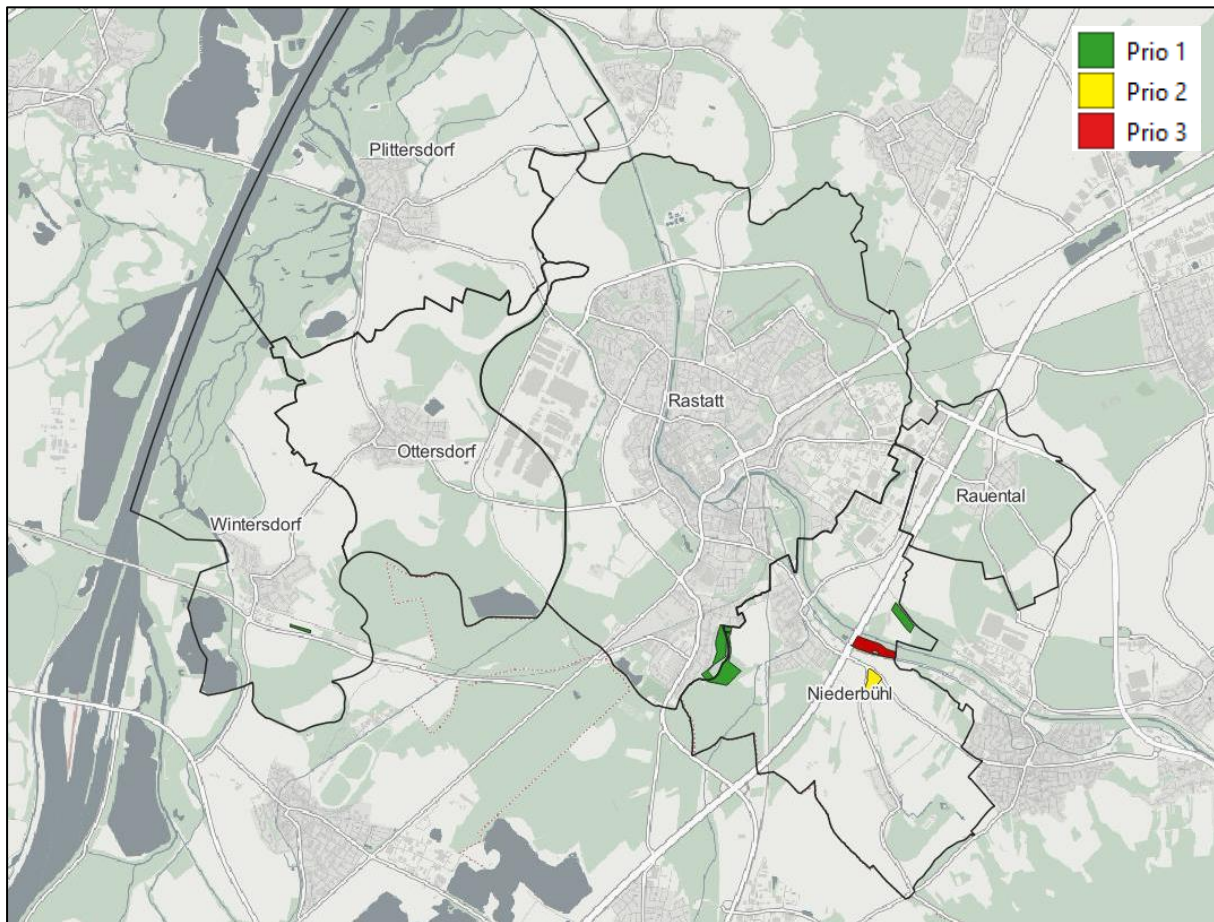 Prio 1
Prio 2
Prio 3
Plittersdorf
Rastatt
Ottersdorf
Rauental
Wintersdorf
Niederbühl